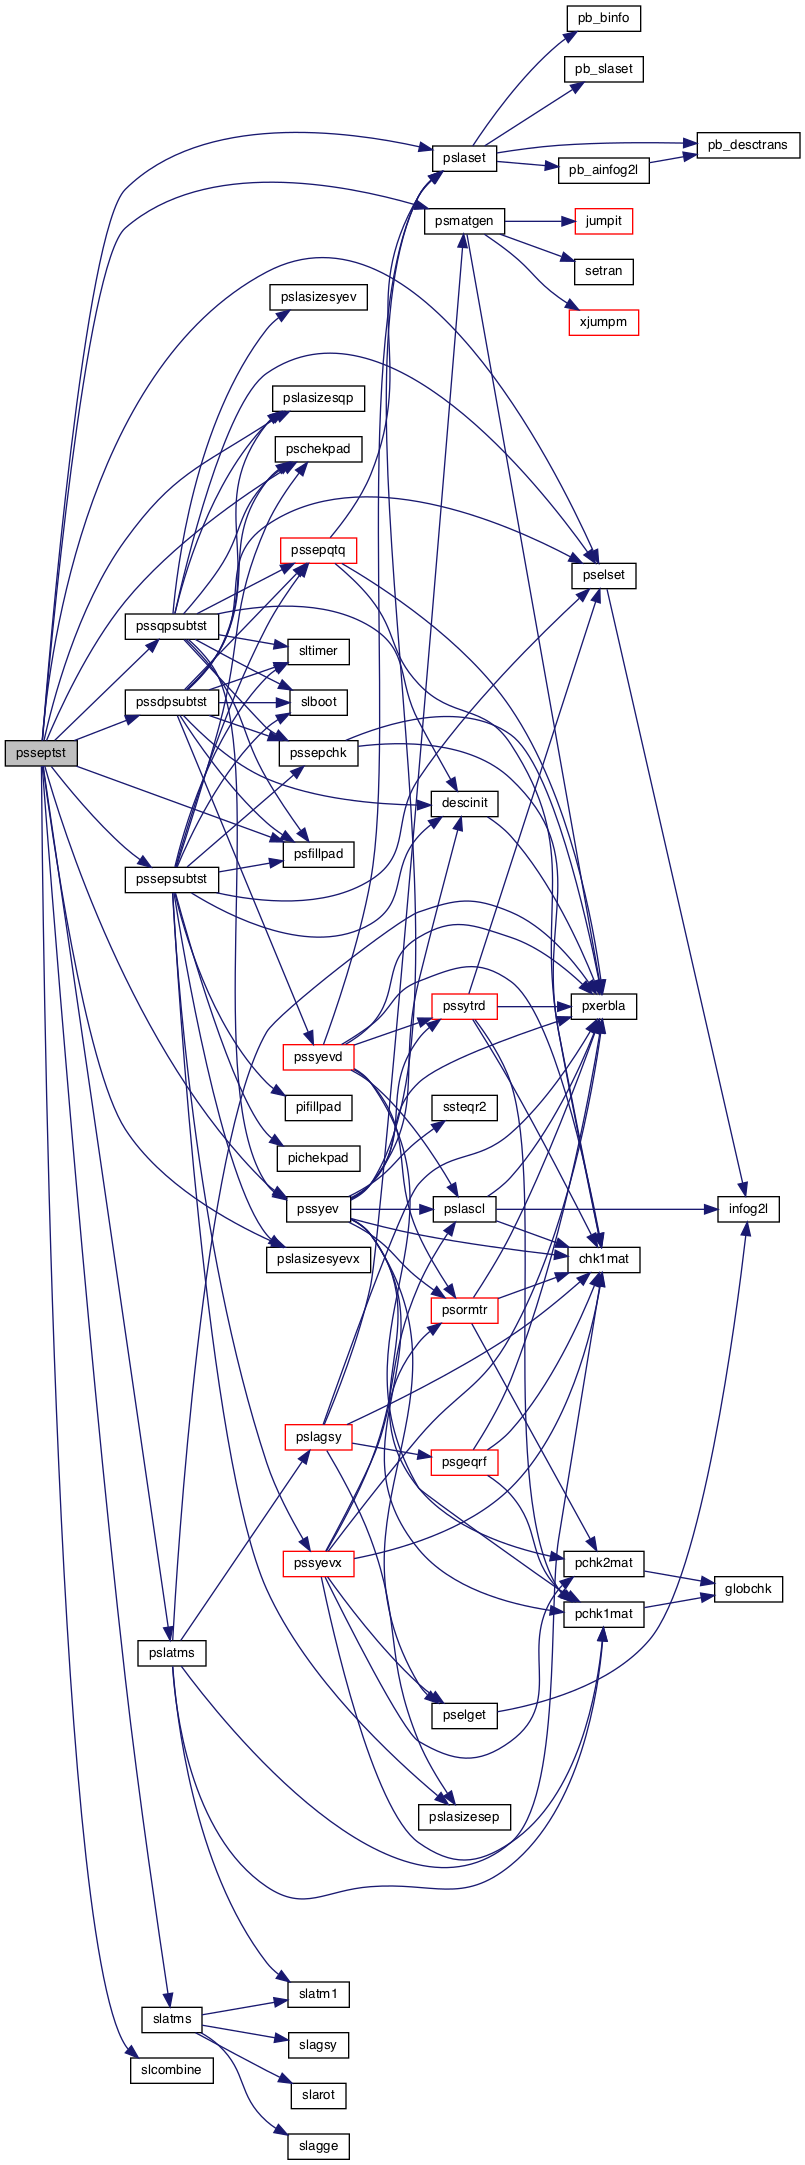 pb_binfo
pb_slaset
pb_desctrans
pslaset
pb_ainfog2l
psmatgen
jumpit
setran
pslasizesyev
xjumpm
pslasizesqp
pschekpad
pssepqtq
pselset
pssqpsubtst
sltimer
pssdpsubtst
slboot
psseptst
pssepchk
descinit
psfillpad
pssepsubtst
pssytrd
pxerbla
pssyevd
pifillpad
ssteqr2
pichekpad
pssyev
pslascl
infog2l
pslasizesyevx
chk1mat
psormtr
pslagsy
psgeqrf
pssyevx
pchk2mat
globchk
pchk1mat
pslatms
pselget
pslasizesep
slatm1
slatms
slagsy
slcombine
slarot
slagge